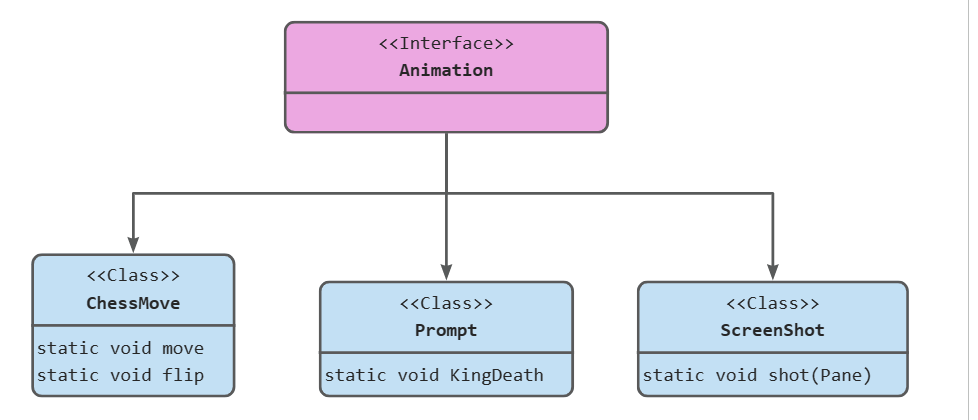 <<Interface>>
Animation
<<Class>>
ChessMove
static void move
static void flip
<<Class>>
Prompt
static void KingDeath
<<Class>>
ScreenShot
static void shot(Pane)